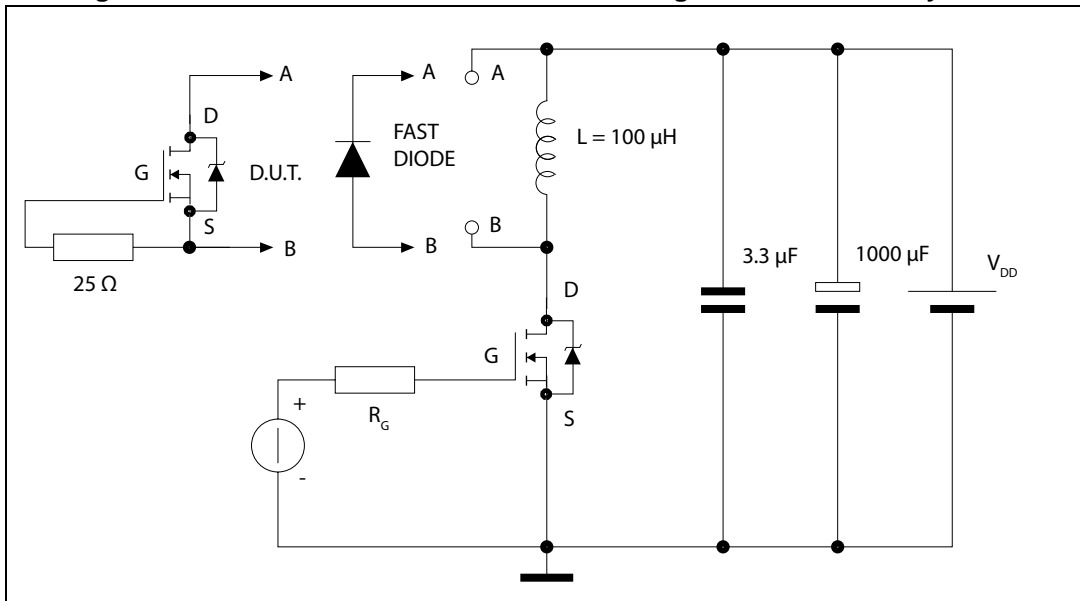 A
A
A
D
FAST
DIODE
L = 100 µH
G
D.U.T.
S
B
B
B
25 Ω
3.3 µF
1000 µF
V_DD
D
G
+
R_G
S
-